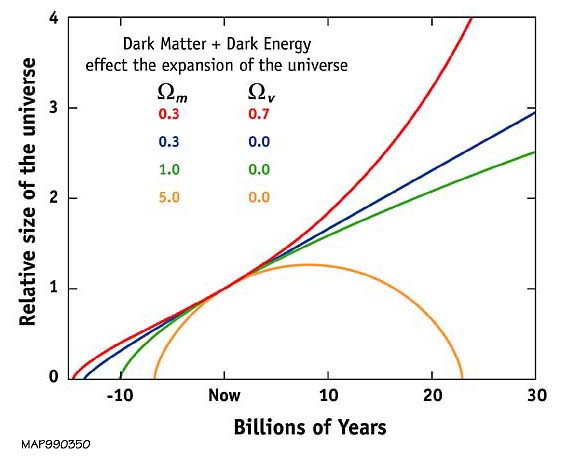 4
Dark Matter + Dark Energy
effect the expansion of the universe
Ωm Ωv
0.3 0.7
0.3 0.0
1.0 0.0
5.0 0.0
3
2
1
0
Relative size of the universe
-10 Now 10 20 30
Billions of Years
MAP990350